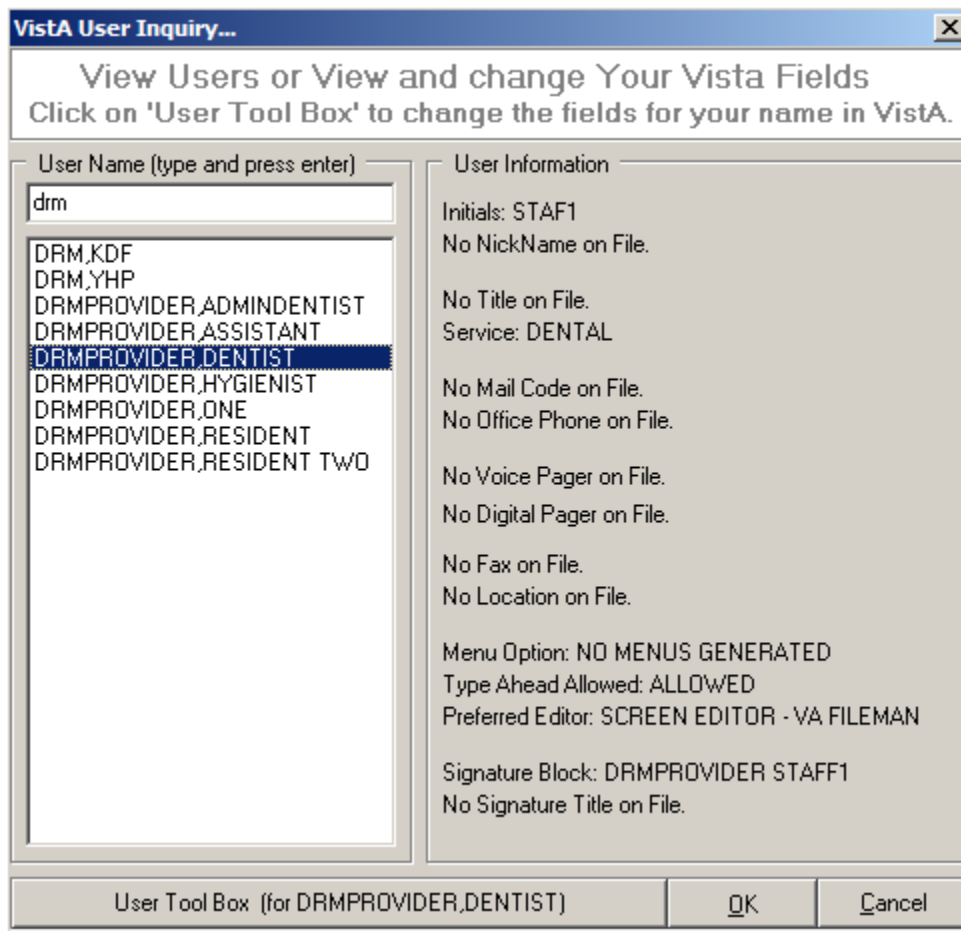 VistA User Inquiry...
View Users or View and change Your Vista Fields
Click on 'User Tool Box' to change the fields for your name in VistA.
User Name (type and press enter)
drm
DRM,KDF
DRM,YHP
DRMPROVIDER,ADMINDENTIST
DRMPROVIDER,ASSISTANT
DRMPROVIDER,DENTIST
DRMPROVIDER,HYGIENIST
DRMPROVIDER,ONE
DRMPROVIDER,RESIDENT
DRMPROVIDER,RESIDENT TWO
User Information
Initials: STAF1
No NickName on File.
No Title on File.
Service: DENTAL
No Mail Code on File.
No Office Phone on File.
No Voice Pager on File.
No Digital Pager on File.
No Fax on File.
No Location on File.
Menu Option: NO MENUS GENERATED
Type Ahead Allowed: ALLOWED
Preferred Editor: SCREEN EDITOR - VA FILEMAN
Signature Block: DRMPROVIDER STAFF1
No Signature Title on File.
User Tool Box (for DRMPROVIDER,DENTIST)
OK
Cancel